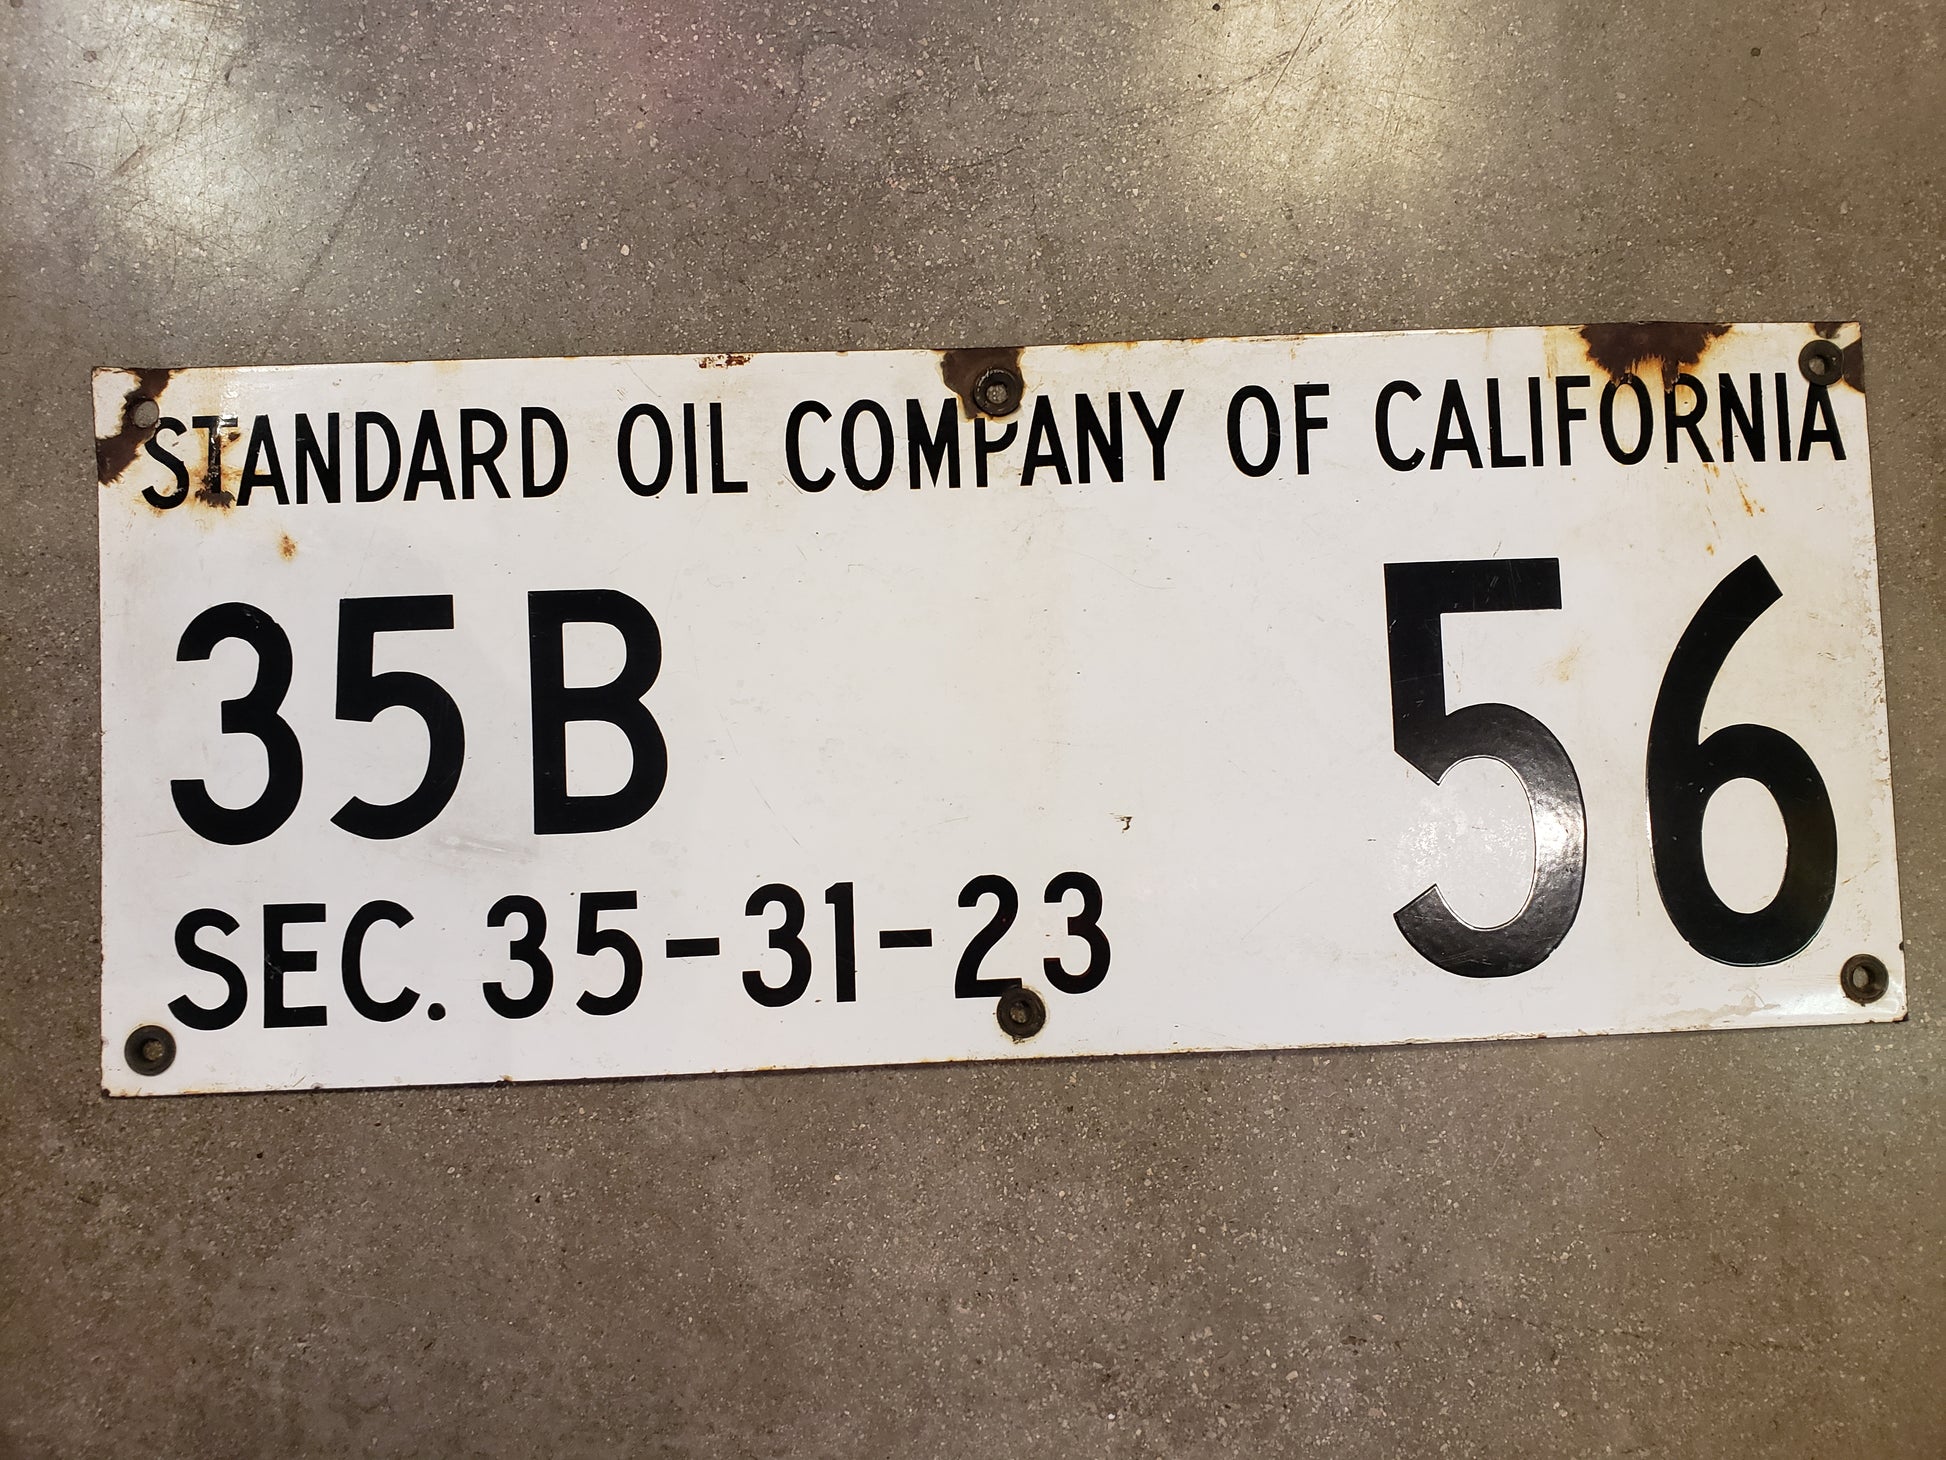 STANDARD OIL COMPANY OF CALIFORNIA
35B 56
SEC. 35-31-23